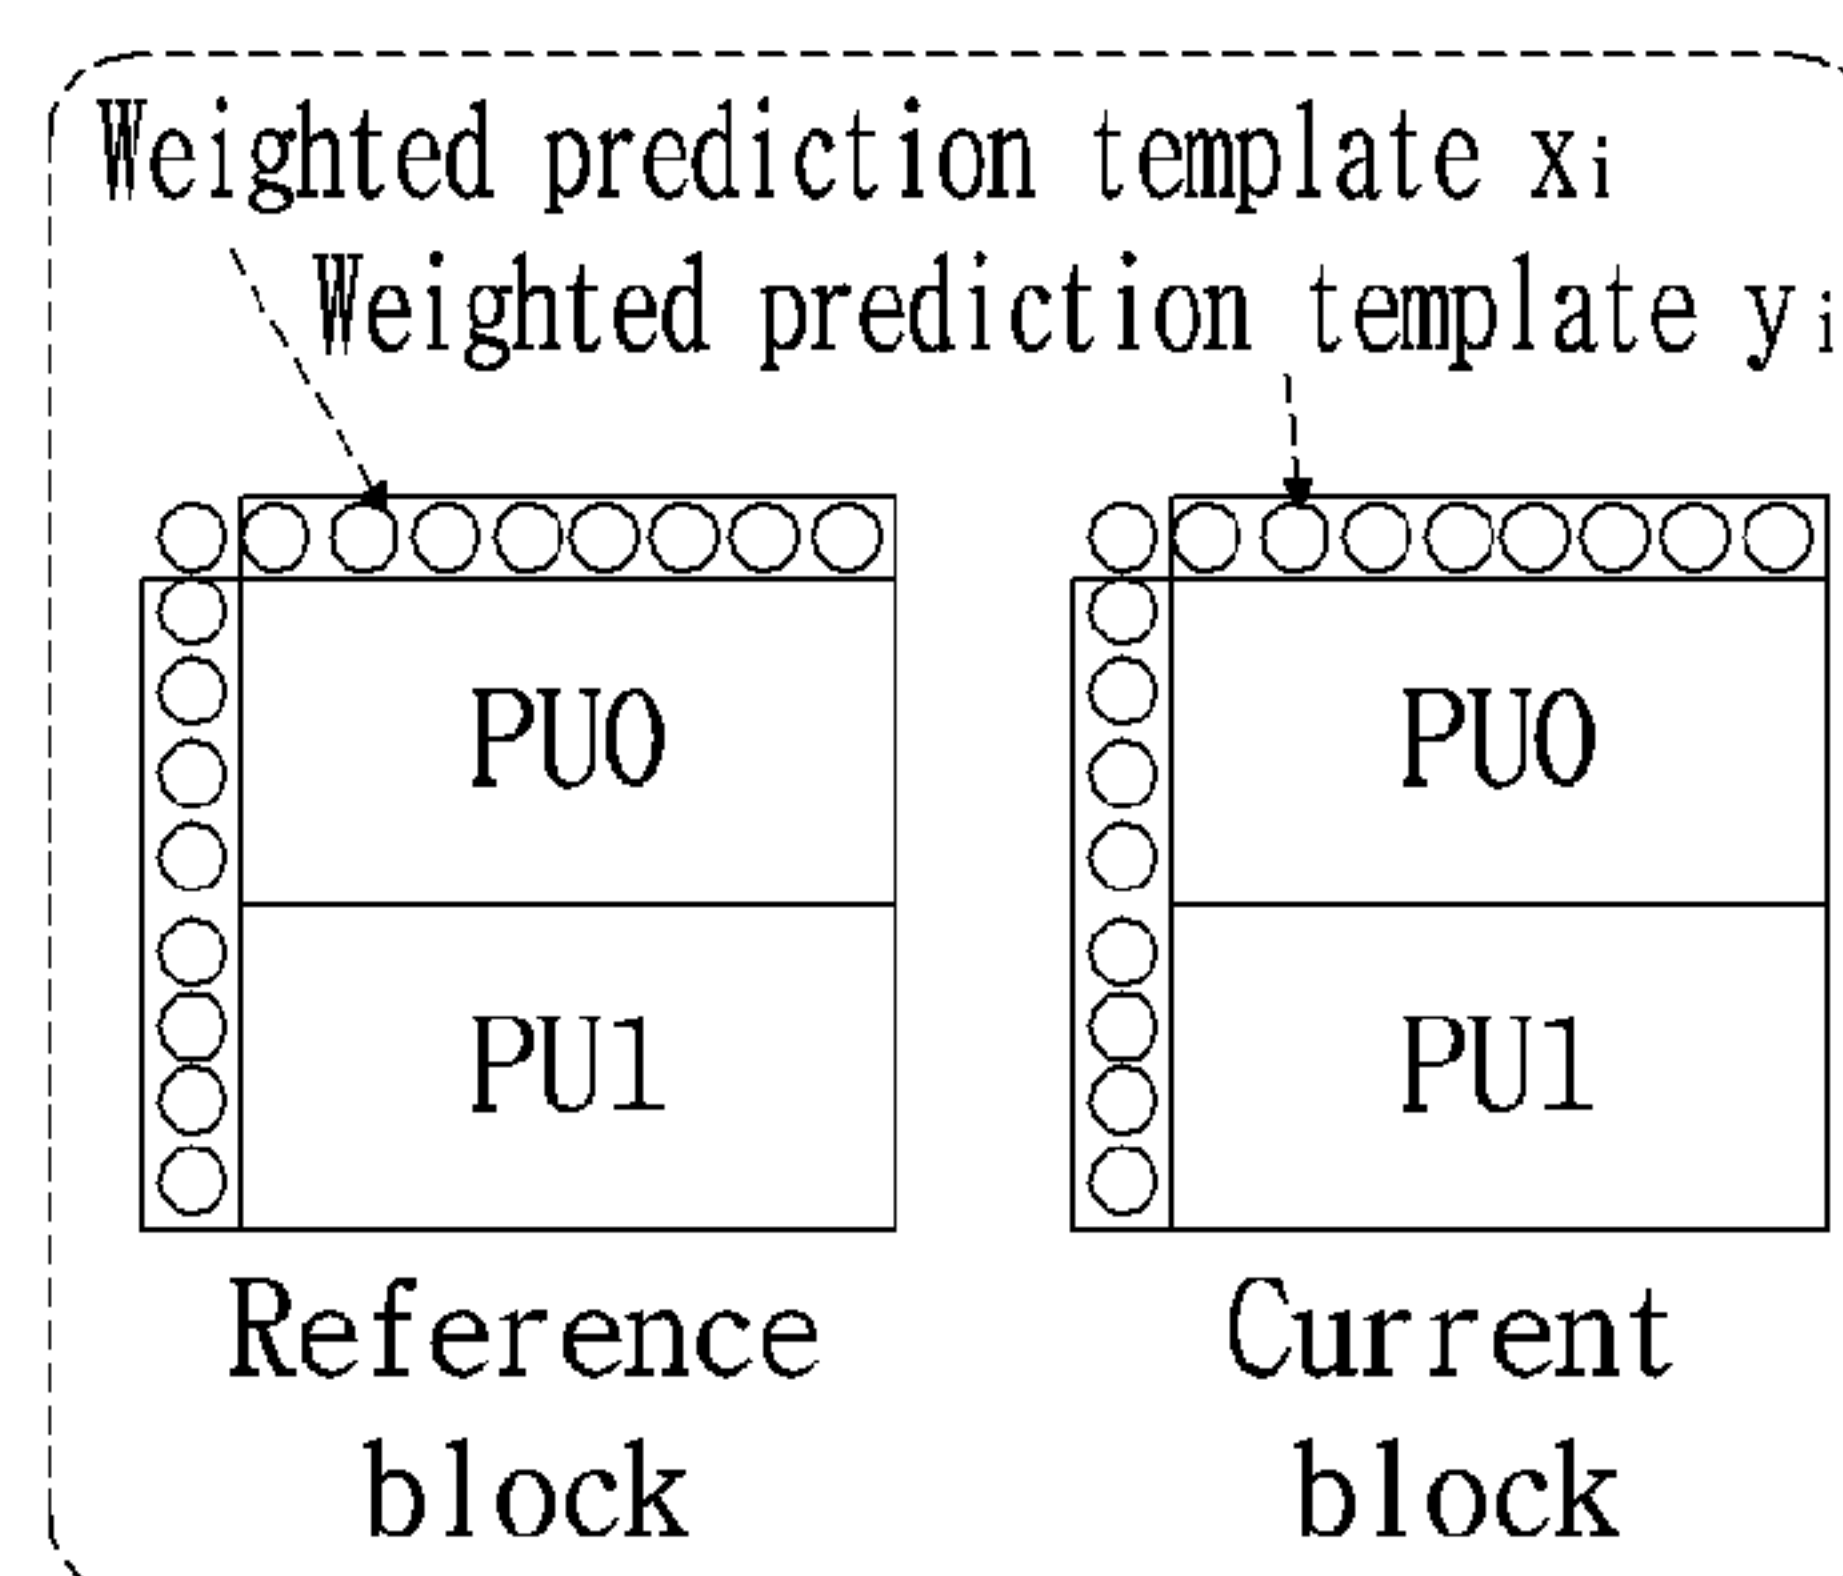 Weighted prediction template xi
Weighted prediction template yi
PU0 PU0
PU1 PU1
Reference Current
block block